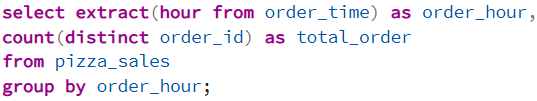 select extract(hour from order_time) as order_hour,
count(distinct order_id) as total_order
from pizza_sales
group by order_hour;